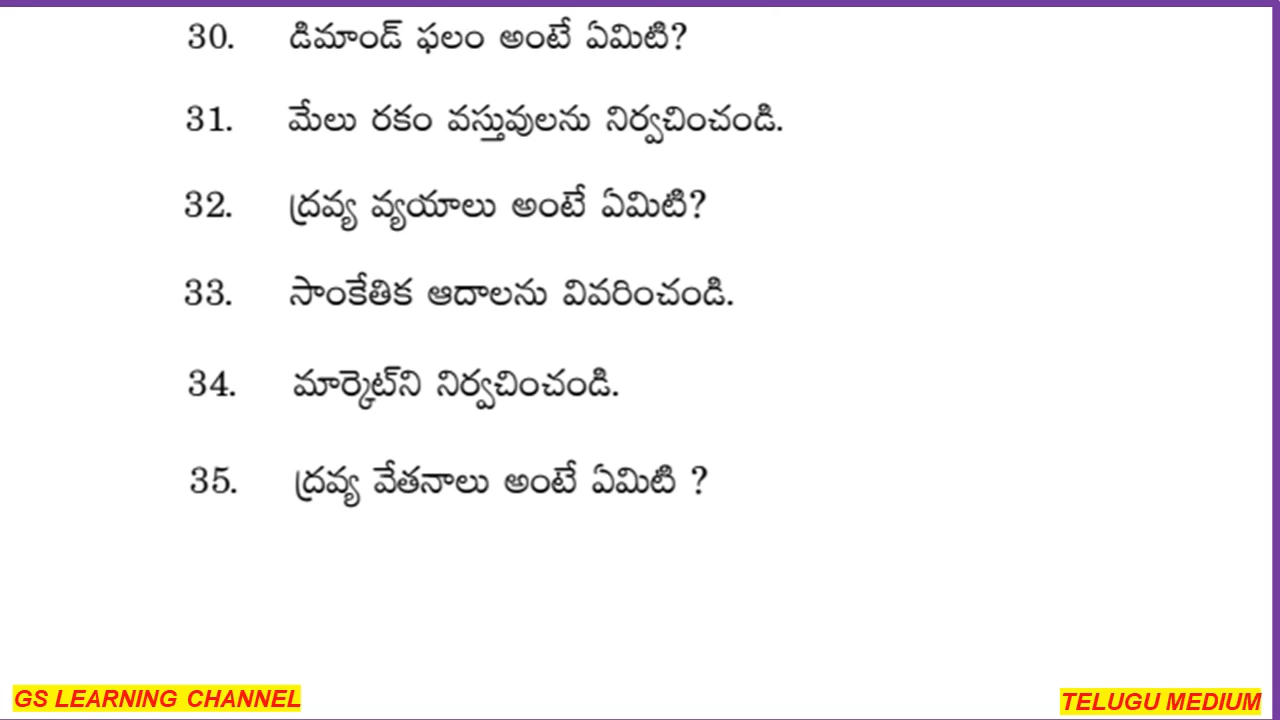 30. డిమాండ్ ఫలం అంటే ఏమిటి?
31. మేలు రకం వస్తువులను నిర్వచించండి.
32. ద్రవ్య వ్యయాలు అంటే ఏమిటి?
33. సాంకేతిక ఆదాలను వివరించండి.
34. మార్కెట్‌ని నిర్వచించండి.
35. ద్రవ్య వేతనాలు అంటే ఏమిటి ?
GS LEARNING CHANNEL
TELUGU MEDIUM